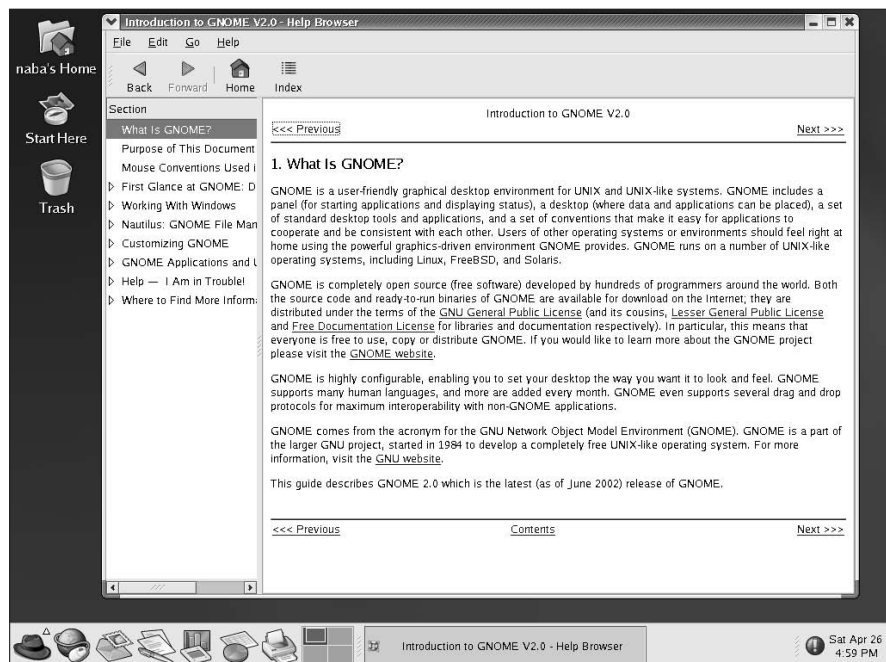 Introduction to GNOME V2.0 - Help Browser
File Edit Go Help
Back Forward Home Index
naba's Home
Start Here
Trash
Section
What Is GNOME?
Purpose of This Document
Mouse Conventions Used i
First Glance at GNOME: D
Working With Windows
Nautilus: GNOME File Man
Customizing GNOME
GNOME Applications and U
Help — I Am in Trouble!
Where to Find More Inform
Introduction to GNOME V2.0
<<< Previous Next >>>
1. What Is GNOME?
GNOME is a user-friendly graphical desktop environment for UNIX and UNIX-like systems. GNOME includes a
panel (for starting applications and displaying status), a desktop (where data and applications can be placed), a set
of standard desktop tools and applications, and a set of conventions that make it easy for applications to
cooperate and be consistent with each other. Users of other operating systems or environments should feel right at
home using the powerful graphics-driven environment GNOME provides. GNOME runs on a number of UNIX-like
operating systems, including Linux, FreeBSD, and Solaris.
GNOME is completely open source (free software) developed by hundreds of programmers around the world. Both
the source code and ready-to-run binaries of GNOME are available for download on the Internet; they are
distributed under the terms of the GNU General Public License (and its cousins, Lesser General Public License
and Free Documentation License for libraries and documentation respectively). In particular, this means that
everyone is free to use, copy or distribute GNOME. If you would like to learn more about the GNOME project
please visit the GNOME website.
GNOME is highly configurable, enabling you to set your desktop the way you want it to look and feel. GNOME
supports many human languages, and more are added every month. GNOME even supports several drag and drop
protocols for maximum interoperability with non-GNOME applications.
GNOME comes from the acronym for the GNU Network Object Model Environment (GNOME). GNOME is a part of
the larger GNU project, started in 1984 to develop a completely free UNIX-like operating system. For more
information, visit the GNU website.
This guide describes GNOME 2.0 which is the latest (as of June 2002) release of GNOME.
<<< Previous Contents Next >>>
Introduction to GNOME V2.0 - Help Browser
Sat Apr 26
4:59 PM